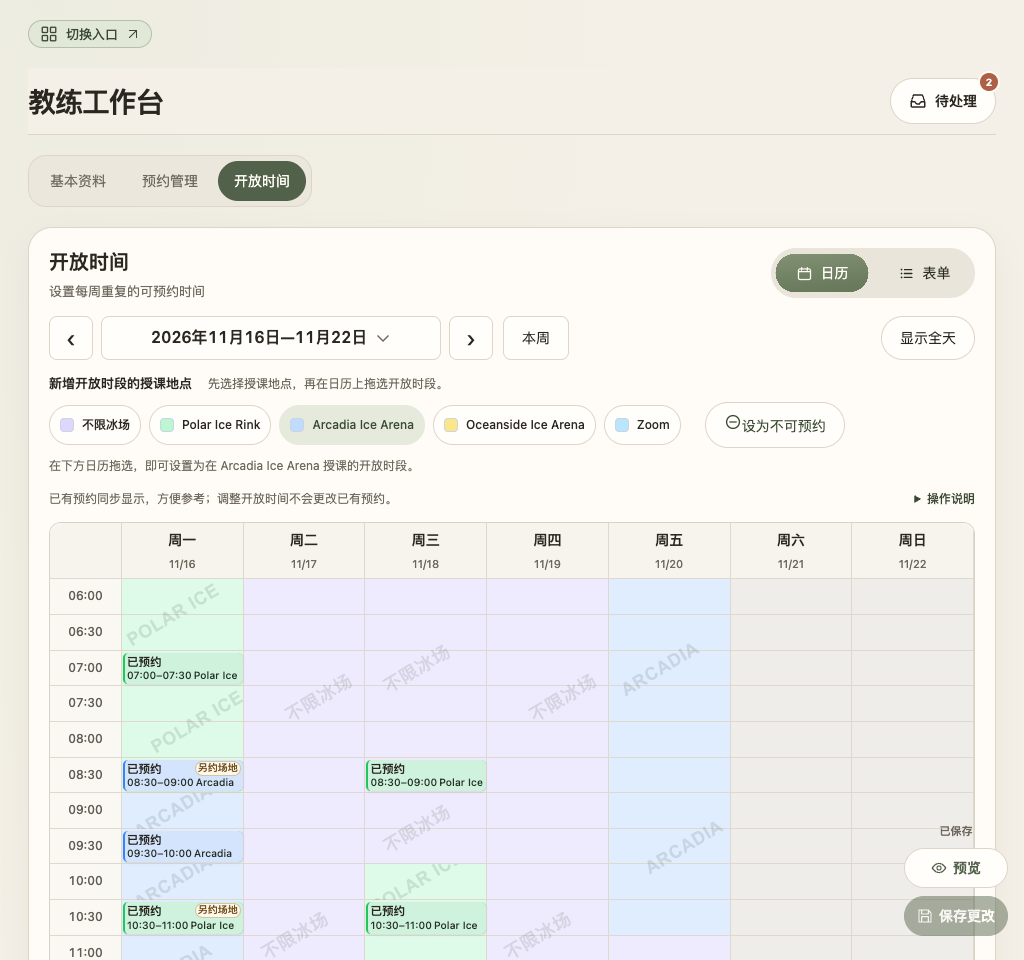 切换入口
教练工作台
待处理
2
基本资料
预约管理
开放时间
开放时间
设置每周重复的可预约时间
日历
表单
2026年11月16日—11月22日
本周
显示全天
新增开放时段的授课地点 先选择授课地点，再在日历上拖选开放时段。
不限冰场
Polar Ice Rink
Arcadia Ice Arena
Oceanside Ice Arena
Zoom
设为不可预约
在下方日历拖选，即可设置为在 Arcadia Ice Arena 授课的开放时段。
已有预约同步显示，方便参考；调整开放时间不会更改已有预约。
操作说明
周一 周二 周三 周四 周五 周六 周日
11/16 11/17 11/18 11/19 11/20 11/21 11/22
06:00
POLAR ICE
06:30
不限冰场
ARCADIA
07:00
已预约
07:00–07:30 Polar Ice
不限冰场
不限冰场
07:30
POLAR ICE
08:00
08:30
已预约 另约场地
08:30–09:00 Arcadia
已预约
08:30–09:00 Polar Ice
09:00
ARCADIA
不限冰场
ARCADIA
09:30
已预约
09:30–10:00 Arcadia
已保存
10:00
ARCADIA
POLAR ICE
预览
10:30
已预约 另约场地
10:30–11:00 Polar Ice
已预约
10:30–11:00 Polar Ice
不限冰场
不限冰场
保存更改
11:00
ARCADIA